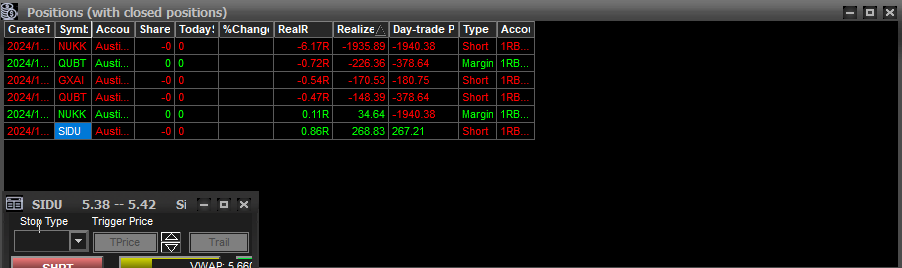 Positions (with closed positions)
CreateT Symb Accou Share TodayS %Change RealR Realize Day-trade P Type Accou
2024/1... NUKK Austi... -0 0 -6.17R -1935.69 -1940.36 Short 1RB...
2024/1... QUBT Austi... 0 0 -0.72R -226.36 -378.64 Margin 1RB...
2024/1... GXAI Austi... -0 0 -0.54R -170.53 -180.75 Short 1RB...
2024/1... QUBT Austi... -0 0 -0.47R -148.39 -378.64 Short 1RB...
2024/1... NUKK Austi... 0 0 0.11R 34.64 -1940.36 Margin 1RB...
2024/1... SIDU Austi... -0 0 0.86R 268.83 267.21 Short 1RB...
SIDU 5.38 -- 5.42 Si
Stop Type Trigger Price
TPrice Trail
SHRT VWAP: 5.660